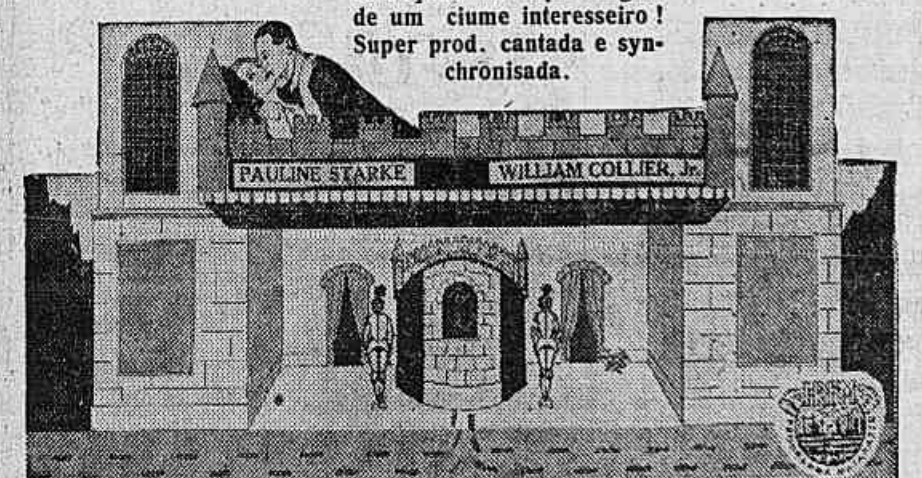 de um ciume interesseiro !
Super prod. cantada e syn-
chronisada.
PAULINE STARKE
WILLIAM COLLIER, Jr.